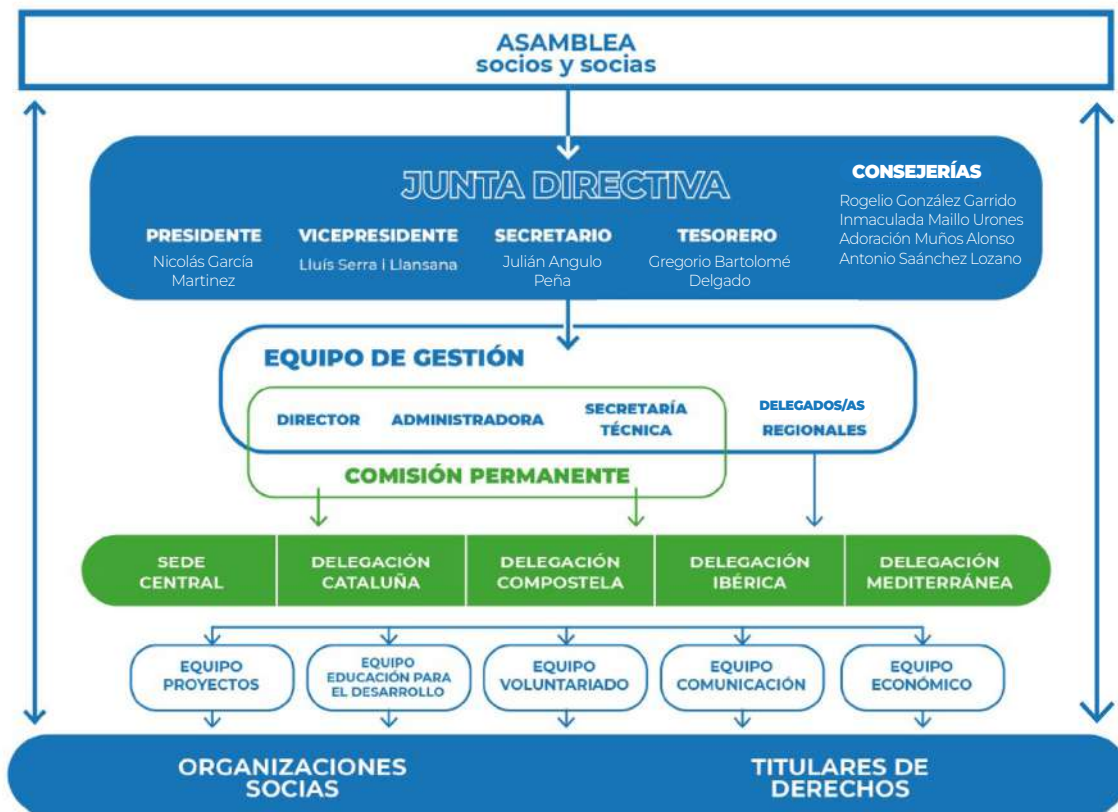 ASAMBLEA
socios y socias
JUNTA DIRECTIVA
PRESIDENTE
Nicolás García
Martinez
VICEPRESIDENTE
Lluís Serra i Llansana
SECRETARIO
Julián Angulo
Peña
TESORERO
Gregorio Bartolomé
Delgado
CONSEJERÍAS
Rogelio González Garrido
Inmaculada Maillo Urones
Adoración Muños Alonso
Antonio Saánchez Lozano
EQUIPO DE GESTIÓN
DIRECTOR
ADMINISTRADORA
SECRETARÍA
TÉCNICA
DELEGADOS/AS
REGIONALES
COMISIÓN PERMANENTE
SEDE
CENTRAL
DELEGACIÓN
CATALUÑA
DELEGACIÓN
COMPOSTELA
DELEGACIÓN
IBÉRICA
DELEGACIÓN
MEDITERRÁNEA
EQUIPO
PROYECTOS
EQUIPO
EDUCACIÓN PARA
EL DESARROLLO
EQUIPO
VOLUNTARIADO
EQUIPO
COMUNICACIÓN
EQUIPO
ECONÓMICO
ORGANIZACIONES
SOCIAS
TITULARES DE
DERECHOS